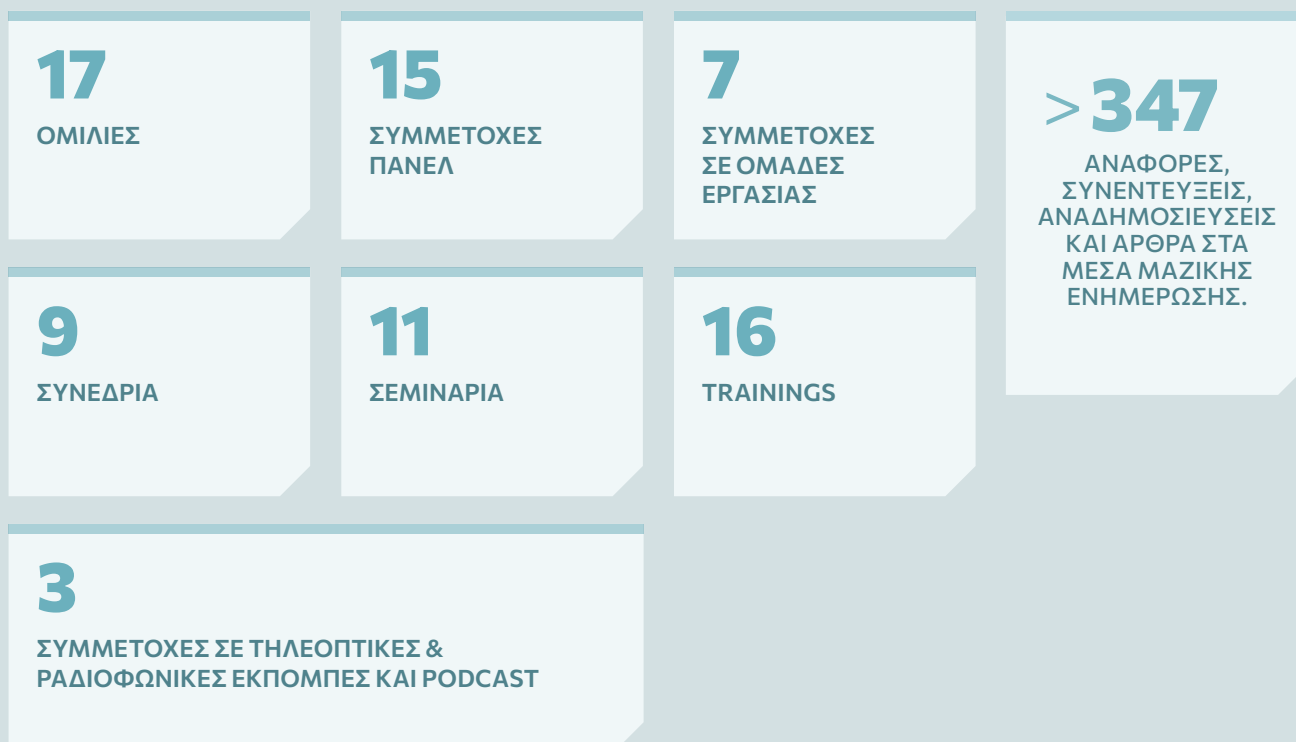 17
ΟΜΙΛΙΕΣ
15
ΣΥΜΜΕΤΟΧΕΣ
ΠΑΝΕΛ
7
ΣΥΜΜΕΤΟΧΕΣ
ΣΕ ΟΜΑΔΕΣ
ΕΡΓΑΣΙΑΣ
>347
ΑΝΑΦΟΡΕΣ,
ΣΥΝΕΝΤΕΥΞΕΙΣ,
ΑΝΑΔΗΜΟΣΙΕΥΣΕΙΣ
ΚΑΙ ΑΡΘΡΑ ΣΤΑ
ΜΕΣΑ ΜΑΖΙΚΗΣ
ΕΝΗΜΕΡΩΣΗΣ.
9
ΣΥΝΕΔΡΙΑ
11
ΣΕΜΙΝΑΡΙΑ
16
TRAININGS
3
ΣΥΜΜΕΤΟΧΕΣ ΣΕ ΤΗΛΕΟΠΤΙΚΕΣ &
ΡΑΔΙΟΦΩΝΙΚΕΣ ΕΚΠΟΜΠΕΣ ΚΑΙ PODCAST